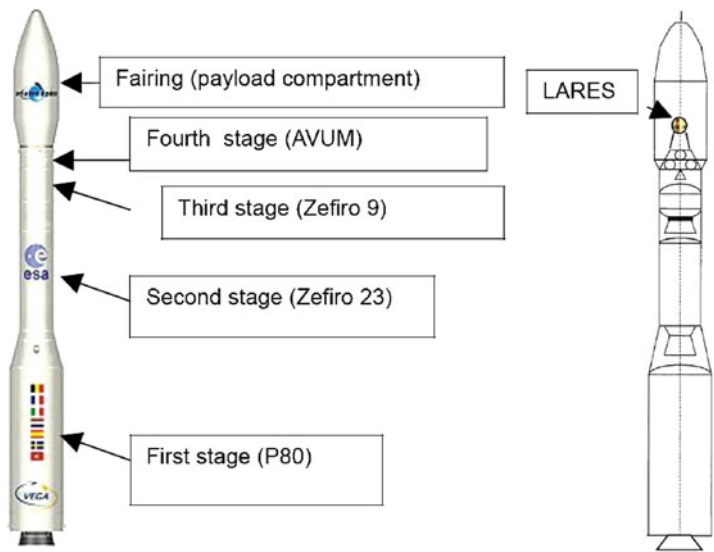 Fairing (payload compartment)
LARES
Fourth stage (AVUM)
Third stage (Zefiro 9)
esa
Second stage (Zefiro 23)
First stage (P80)
VEGA